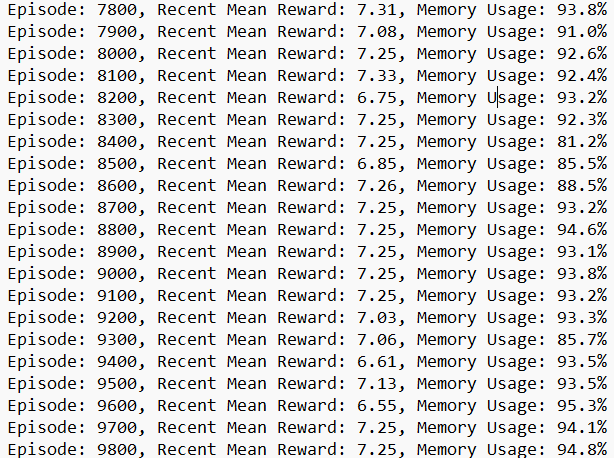 Episode: 7800, Recent Mean Reward: 7.31, Memory Usage: 93.8%
Episode: 7900, Recent Mean Reward: 7.08, Memory Usage: 91.0%
Episode: 8000, Recent Mean Reward: 7.25, Memory Usage: 92.6%
Episode: 8100, Recent Mean Reward: 7.33, Memory Usage: 92.4%
Episode: 8200, Recent Mean Reward: 6.75, Memory Usage: 93.2%
Episode: 8300, Recent Mean Reward: 7.25, Memory Usage: 92.3%
Episode: 8400, Recent Mean Reward: 7.25, Memory Usage: 81.2%
Episode: 8500, Recent Mean Reward: 6.85, Memory Usage: 85.5%
Episode: 8600, Recent Mean Reward: 7.26, Memory Usage: 88.5%
Episode: 8700, Recent Mean Reward: 7.25, Memory Usage: 93.2%
Episode: 8800, Recent Mean Reward: 7.25, Memory Usage: 94.6%
Episode: 8900, Recent Mean Reward: 7.25, Memory Usage: 93.1%
Episode: 9000, Recent Mean Reward: 7.25, Memory Usage: 93.8%
Episode: 9100, Recent Mean Reward: 7.25, Memory Usage: 93.2%
Episode: 9200, Recent Mean Reward: 7.03, Memory Usage: 93.3%
Episode: 9300, Recent Mean Reward: 7.06, Memory Usage: 85.7%
Episode: 9400, Recent Mean Reward: 6.61, Memory Usage: 93.5%
Episode: 9500, Recent Mean Reward: 7.13, Memory Usage: 93.5%
Episode: 9600, Recent Mean Reward: 6.55, Memory Usage: 95.3%
Episode: 9700, Recent Mean Reward: 7.25, Memory Usage: 94.1%
Episode: 9800, Recent Mean Reward: 7.25, Memory Usage: 94.8%